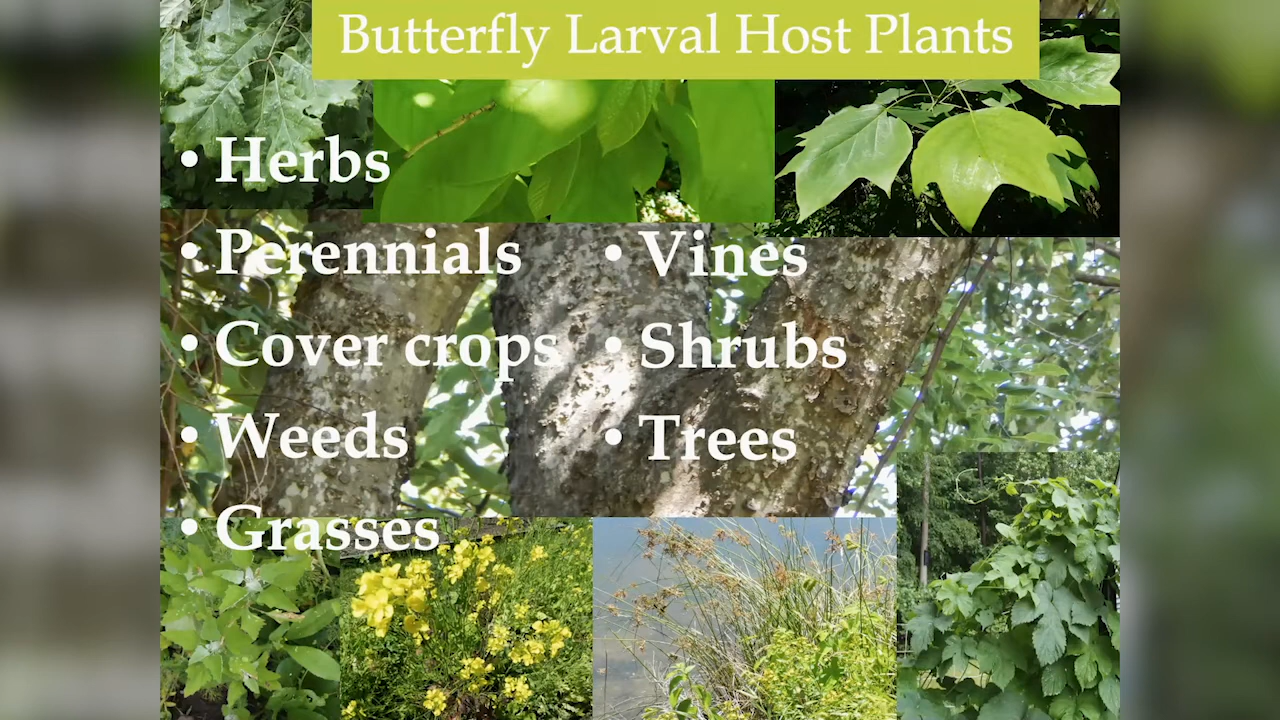 Butterfly Larval Host Plants
• Herbs
• Perennials
• Cover crops
• Weeds
• Grasses
• Vines
• Shrubs
• Trees